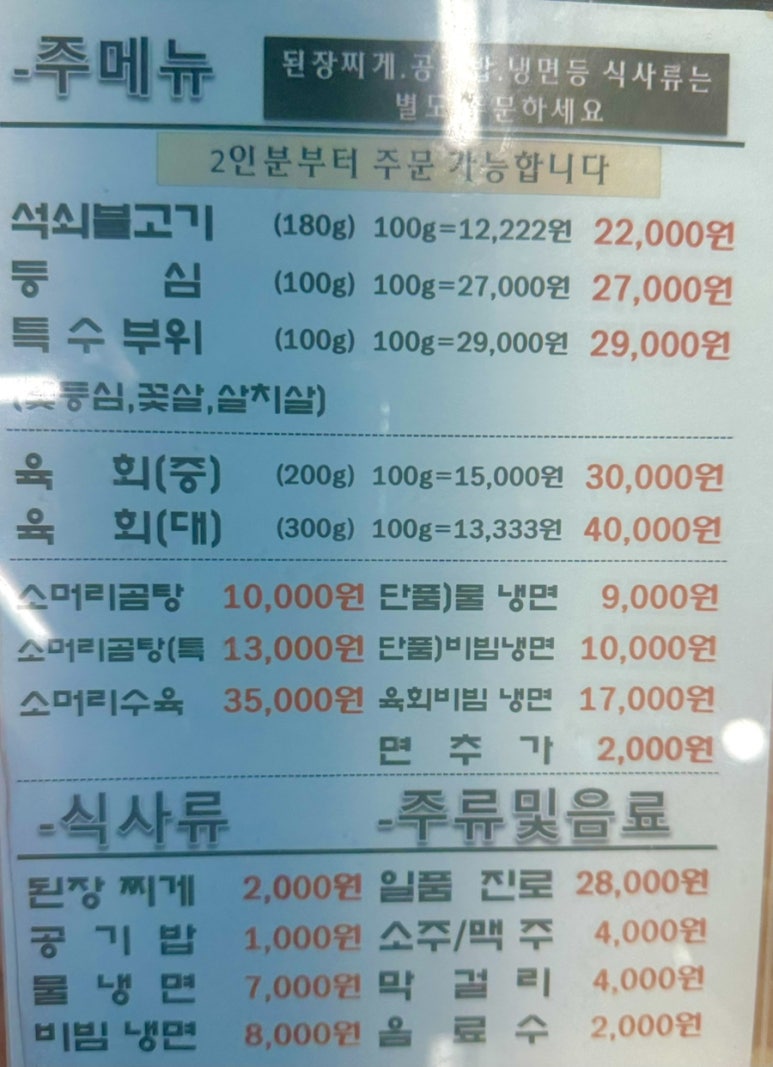 -주메뉴
된장찌게.공기밥.냉면등 식사류는
별도주문하세요
2인분부터 주문 가능합니다
석쇠불고기 (180g) 100g=12,222원 22,000원
등 심 (100g) 100g=27,000원 27,000원
특수부위 (100g) 100g=29,000원 29,000원
(꽃등심,꽃살,살치살)
육 회(중) (200g) 100g=15,000원 30,000원
육 회(대) (300g) 100g=13,333원 40,000원
소머리곰탕 10,000원 단품)물 냉면 9,000원
소머리곰탕(특 13,000원 단품)비빔냉면 10,000원
소머리수육 35,000원 육회비빔 냉면 17,000원
면 추 가 2,000원
-식사류 -주류및음료
된장 찌게 2,000원 일품 진로 28,000원
공 기 밥 1,000원 소주/맥 주 4,000원
물 냉 면 7,000원 막 걸 리 4,000원
비빔 냉면 8,000원 음 료 수 2,000원